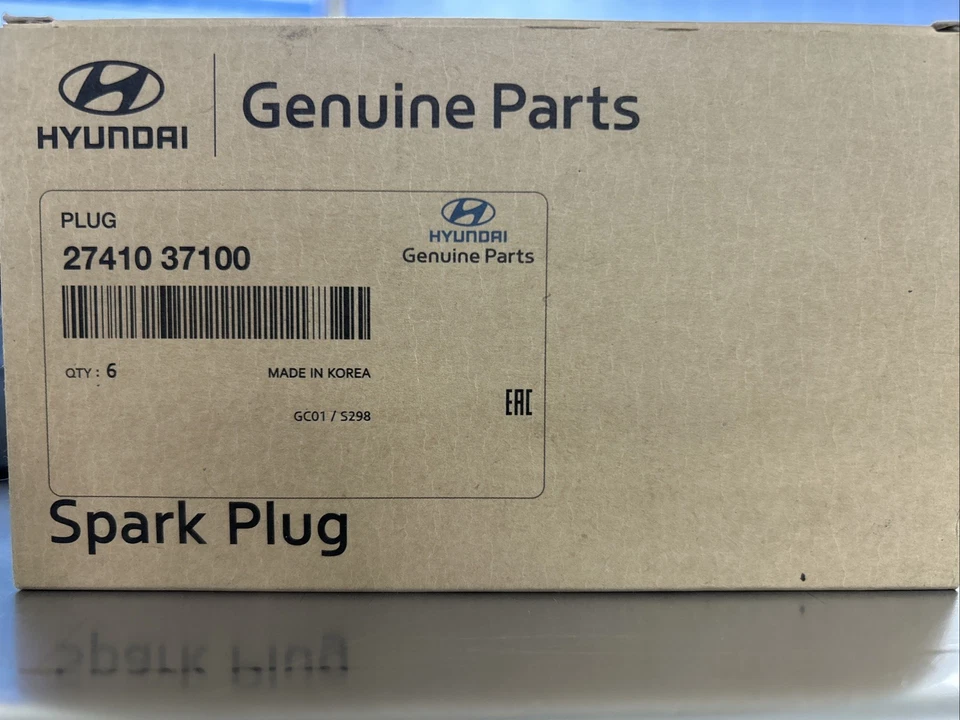 HYUNDAI
Genuine Parts
PLUG
27410 37100
HYUNDAI
Genuine Parts
QTY : 6
MADE IN KOREA
GC01 / S298
EAC
Spark Plug